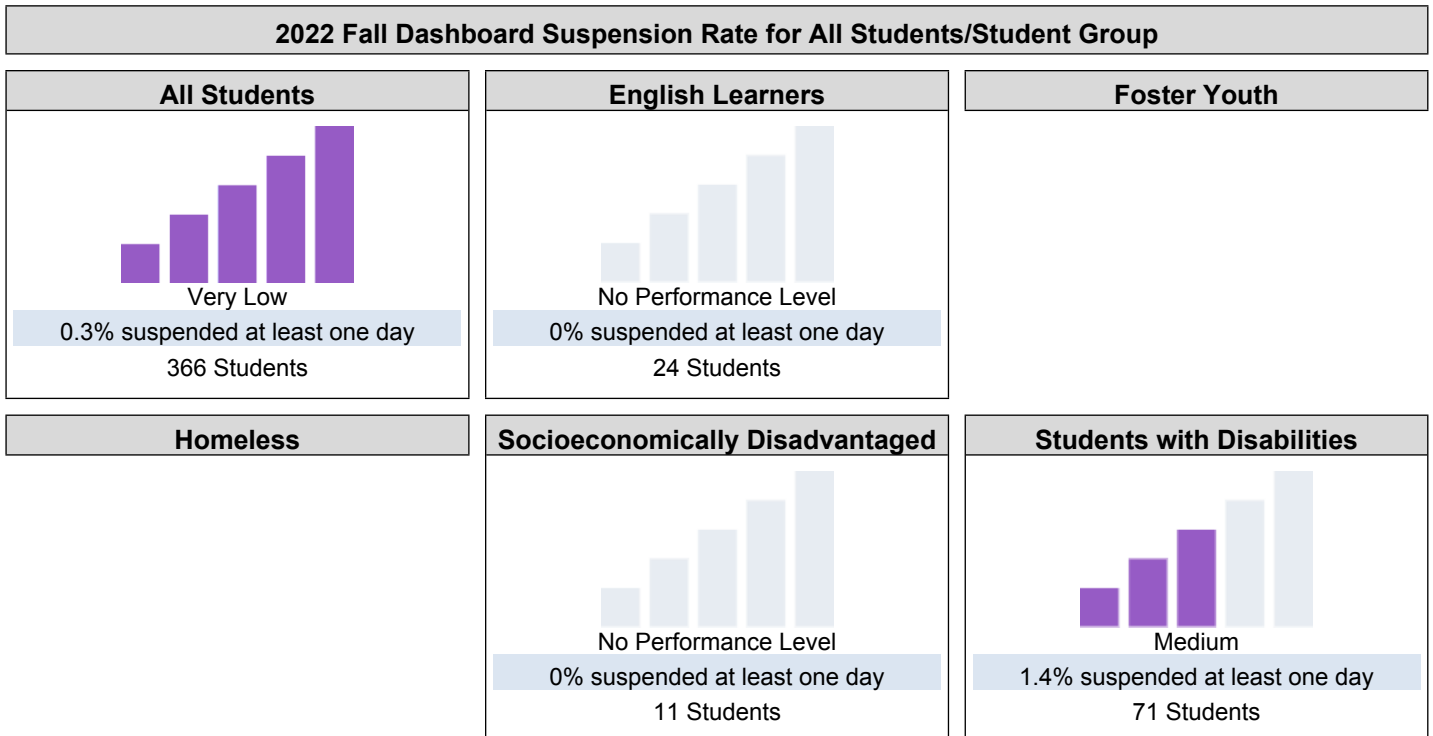 2022 Fall Dashboard Suspension Rate for All Students/Student Group
All Students
Very Low
0.3% suspended at least one day
366 Students
English Learners
No Performance Level
0% suspended at least one day
24 Students
Foster Youth
Homeless
Socioeconomically Disadvantaged
No Performance Level
0% suspended at least one day
11 Students
Students with Disabilities
Medium
1.4% suspended at least one day
71 Students